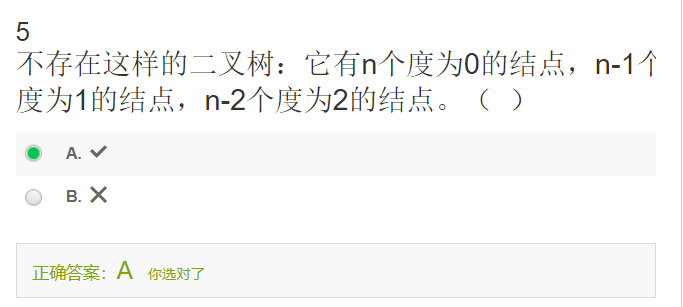 5
不存在这样的二叉树：它有n个度为0的结点，n-1个
度为1的结点，n-2个度为2的结点。（ ）
A. ✓
B. ✕
正确答案：A 你选对了